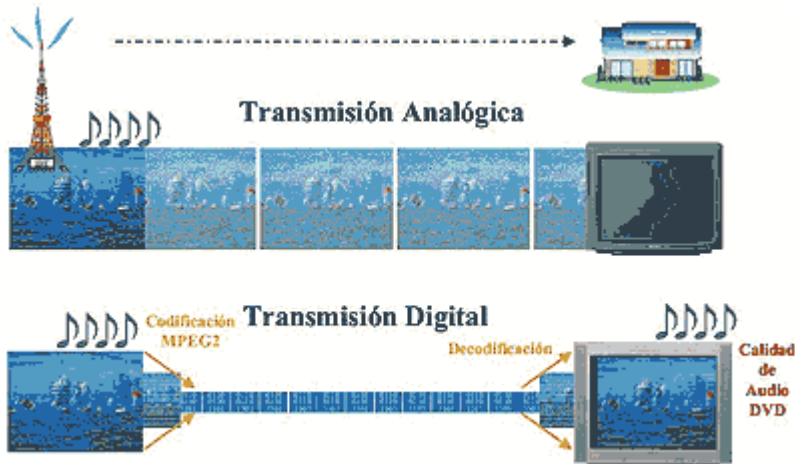 Transmisión Analógica
Transmisión Digital
Codificación
MPEG2
Decodificación
Calidad
de
Audio
DVD